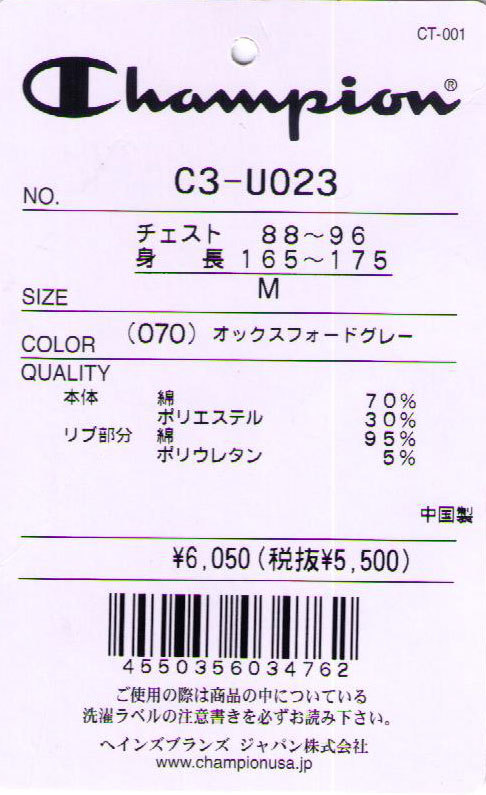 CT-001
Champion®
NO. C3-U023
チェスト 88～96
身長 165～175
SIZE M
COLOR (070) オックスフォードグレー
QUALITY
本体 綿 70%
ポリエステル 30%
リブ部分 綿 95%
ポリウレタン 5%
中国製
¥6,050(税抜¥5,500)
4550356034762
ご使用の際は商品の中についている
洗濯ラベルの注意書きを必ずお読み下さい。
ヘインズブランズ ジャパン株式会社
www.championusa.jp